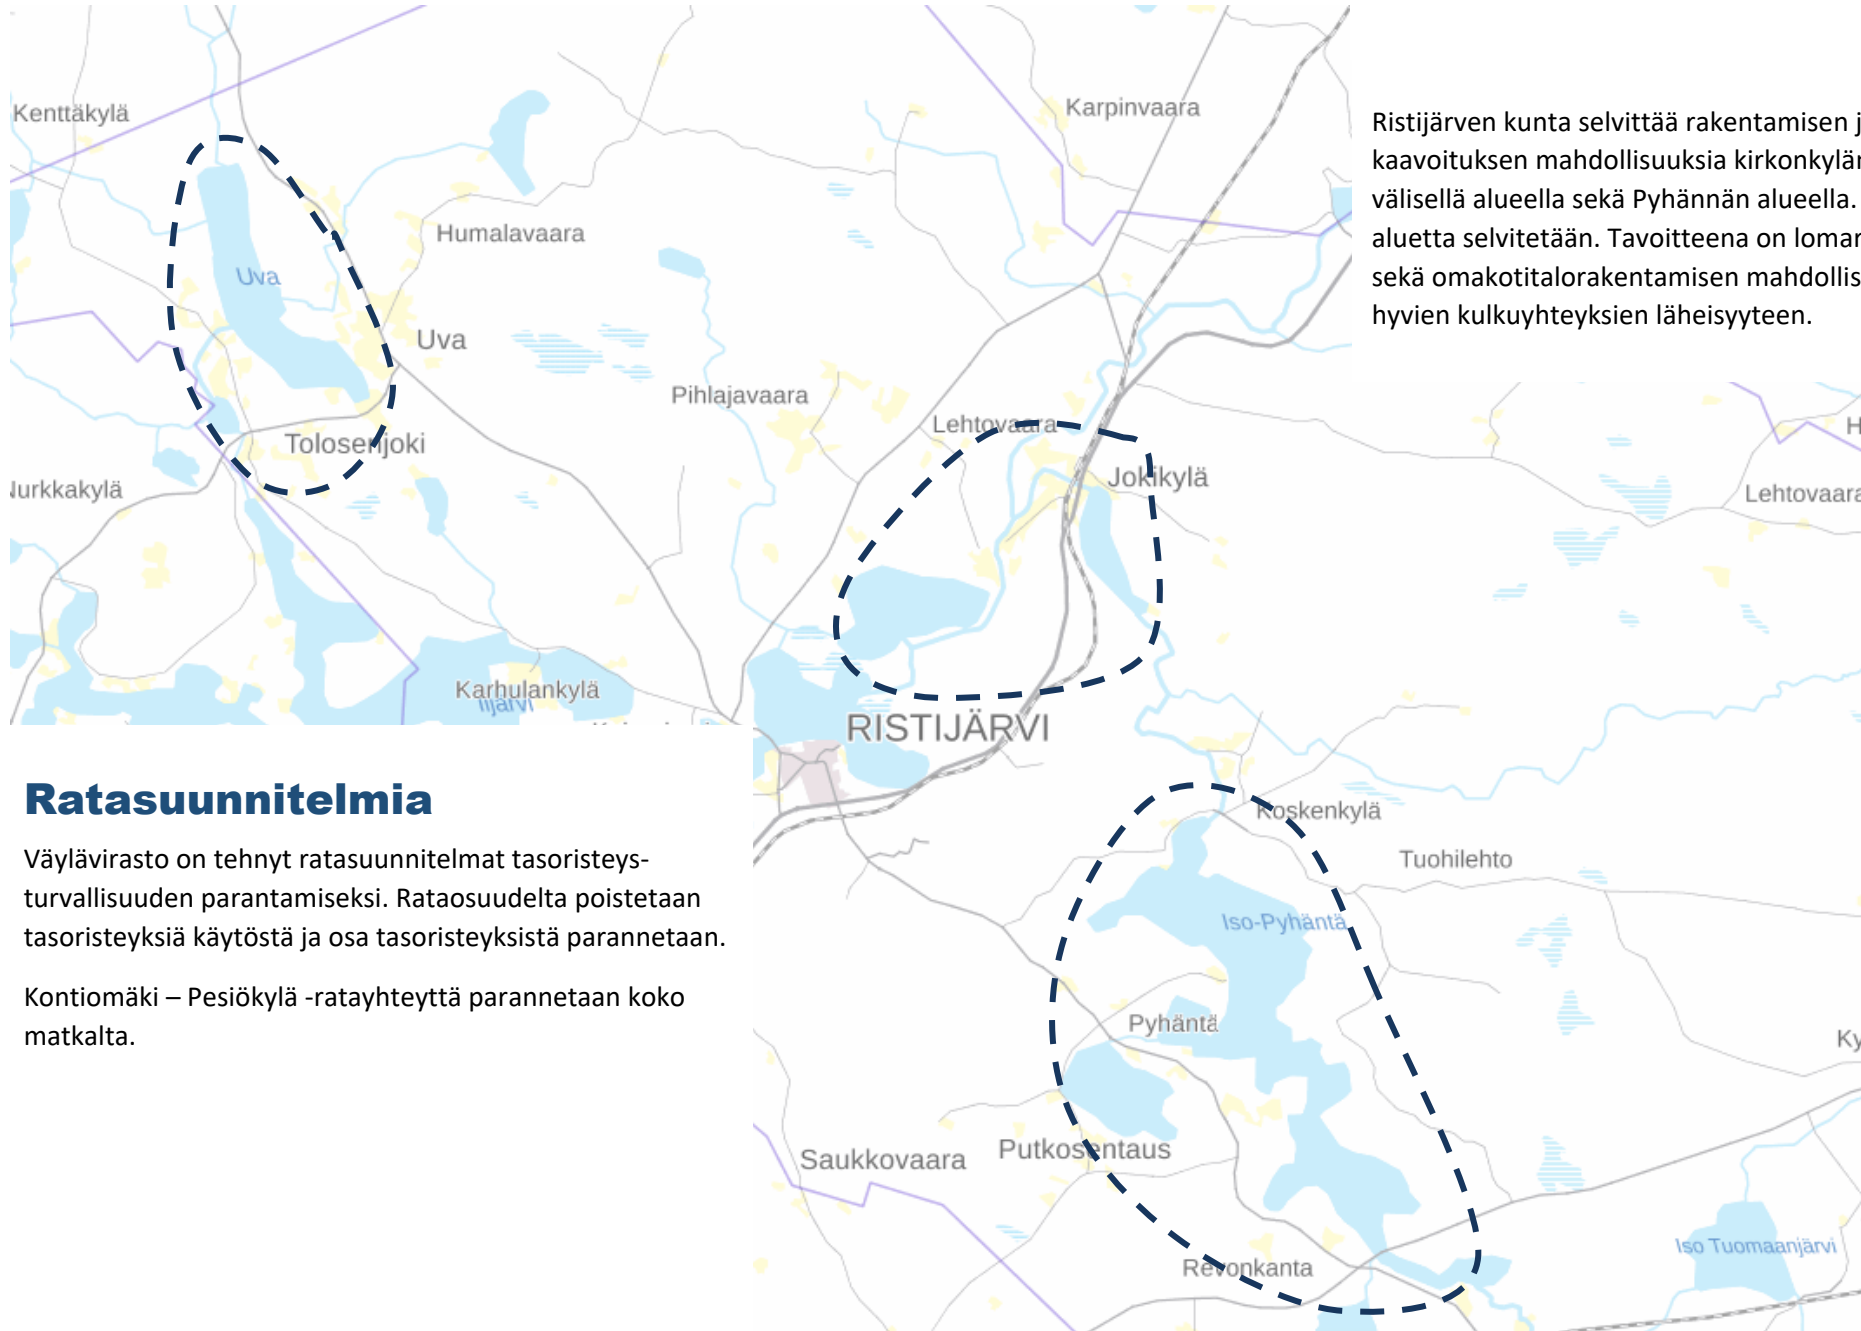 Kenttäkylä
Karpinvaara
Humalavaara
Uva
Uva
Pihlajavaara
Lehtovaara
Tolosenjoki
Jokikylä
Karhulankylä
Iijärvi
RISTIJÄRVI
Ristijärven kunta selvittää rakentamisen
kaavoituksen mahdollisuuksia
välisellä alueella sekä Pyhännän alueella.
aluetta selvitetään. Tavoitteena on
sekä omakotitalorakentamisen
hyvien kulkuyhteyksien läheisyyteen.
Lehtovaara
Ratasuunnitelmia
Väylävirasto on tehnyt ratasuunnitelmat tasoristeys-
turvallisuuden parantamiseksi. Rataosuudelta poistetaan
tasoristeyksiä käytöstä ja osa tasoristeyksistä parannetaan.
Kontiomäki – Pesiökylä -ratayhteyttä parannetaan koko
matkalta.
Koskenkylä
Tuohilehto
Iso-Pyhäntä
Pyhäntä
Ky
Saukkovaara
Putkosentaus
Revonkanta
Iso Tuomaanjärvi